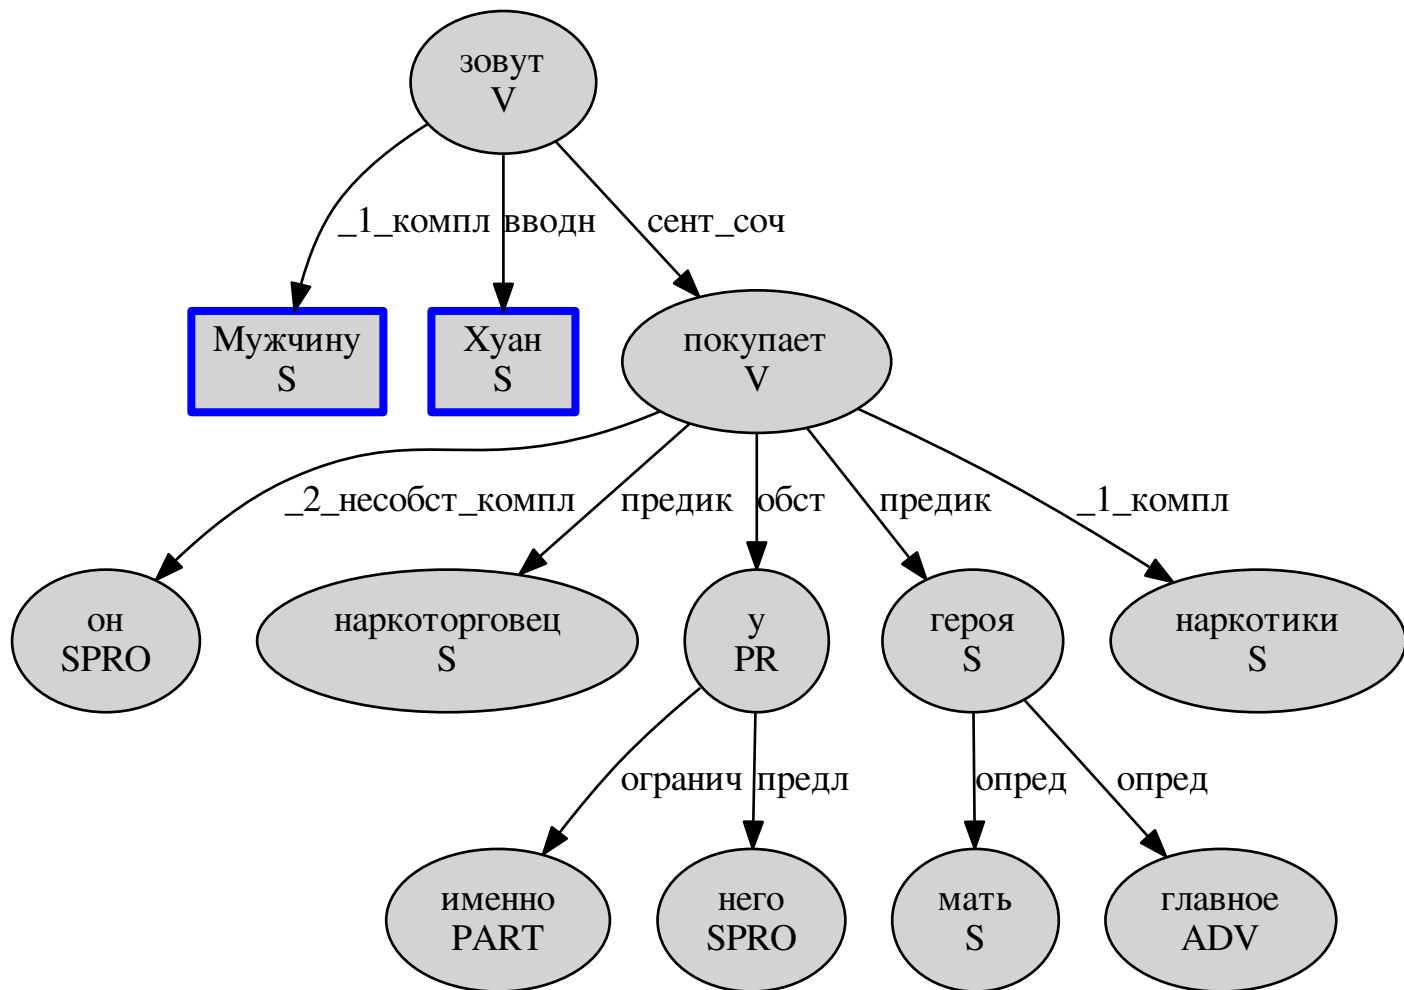 зовут
V
_1_компл
вводн
сент_соч
Мужчину
S
Хуан
S
покупает
V
_2_несобст_компл
предик
обст
предик
_1_компл
он
SPRO
наркоторговец
S
у
PR
героя
S
наркотики
S
огранич
предл
опред
опред
именно
PART
него
SPRO
мать
S
главное
ADV